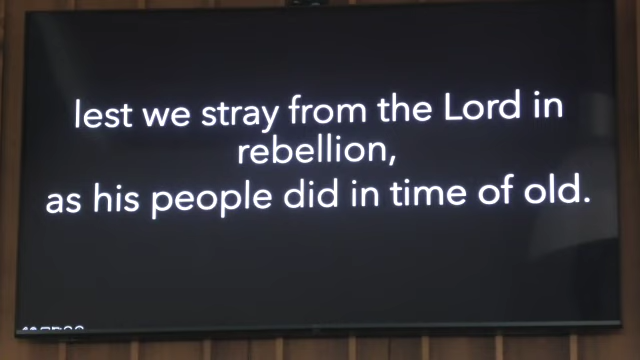 lest we stray from the Lord in
rebellion,
as his people did in time of old.